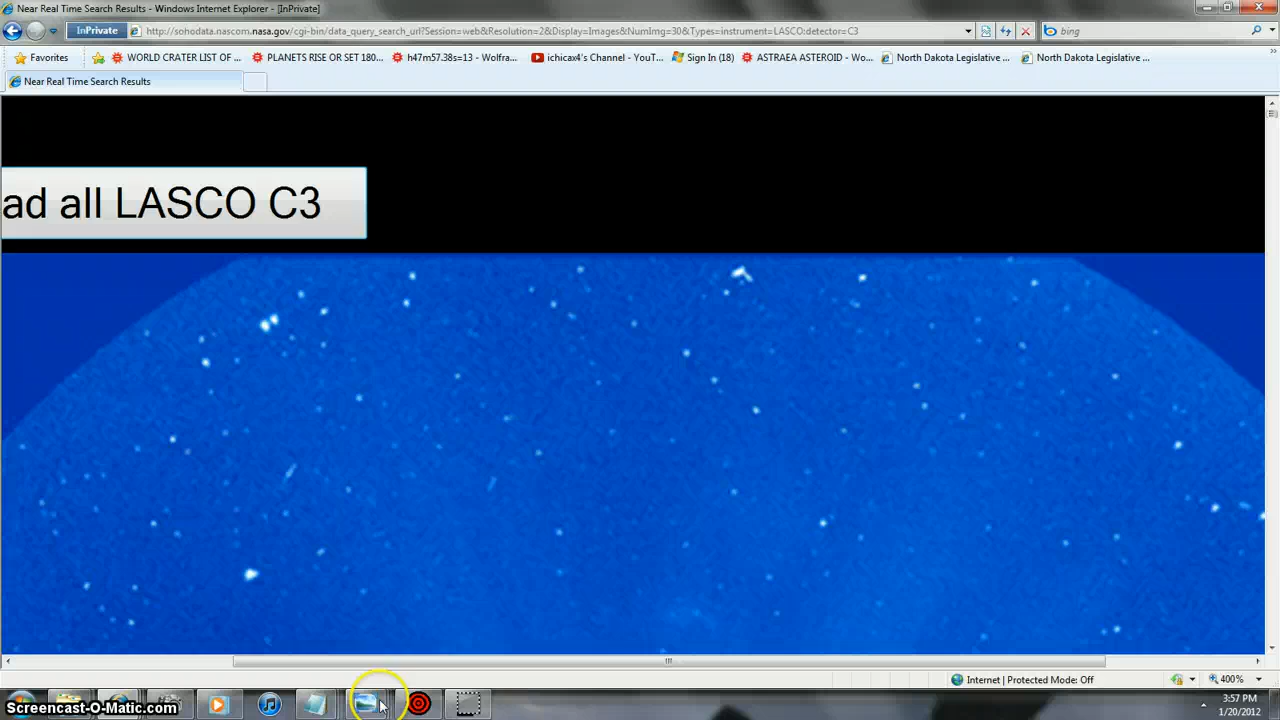 Near Real Time Search Results - Windows Internet Explorer - [InPrivate]
InPrivate http://sohodata.nascom.nasa.gov/cgi-bin/data_query_search_url?Session=web&Resolution=2&Display=Images&NumImg=30&Types=instrument=LASCO:detector=C3 bing
Favorites WORLD CRATER LIST OF ... PLANETS RISE OR SET 180... h47m57.38s=13 - Wolfra... ichicax4's Channel - YouT... Sign In (18) ASTRAEA ASTEROID - Wo... North Dakota Legislative ... North Dakota Legislative ...
Near Real Time Search Results
ad all LASCO C3
Internet | Protected Mode: Off 400%
Screencast-O-Matic.com
3:57 PM
1/20/2012